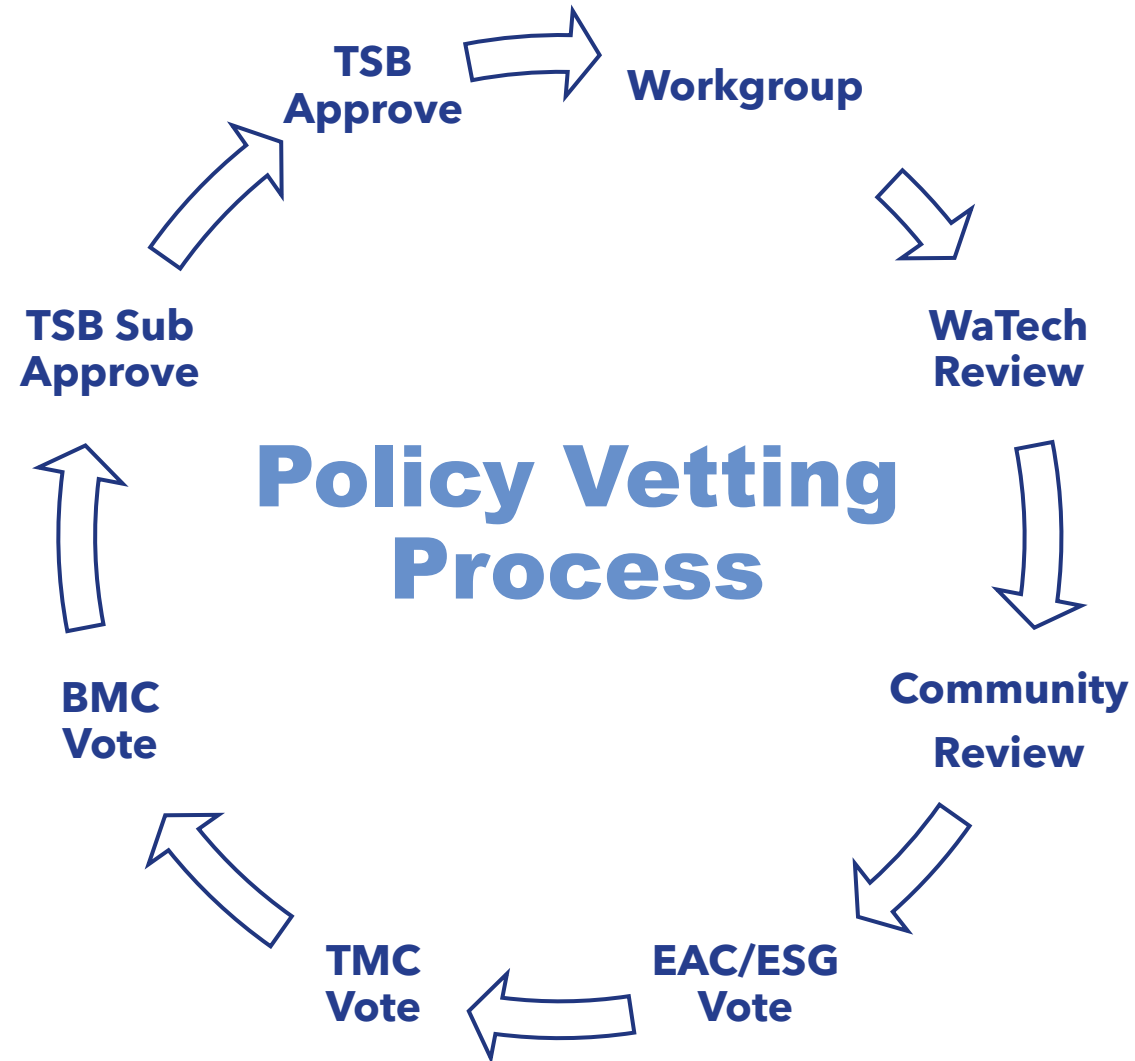 TSB
Approve
Workgroup
WaTech
Review
Community
Review
EAC/ESG
Vote
TMC
Vote
BMC
Vote
TSB Sub
Approve
Policy Vetting
Process